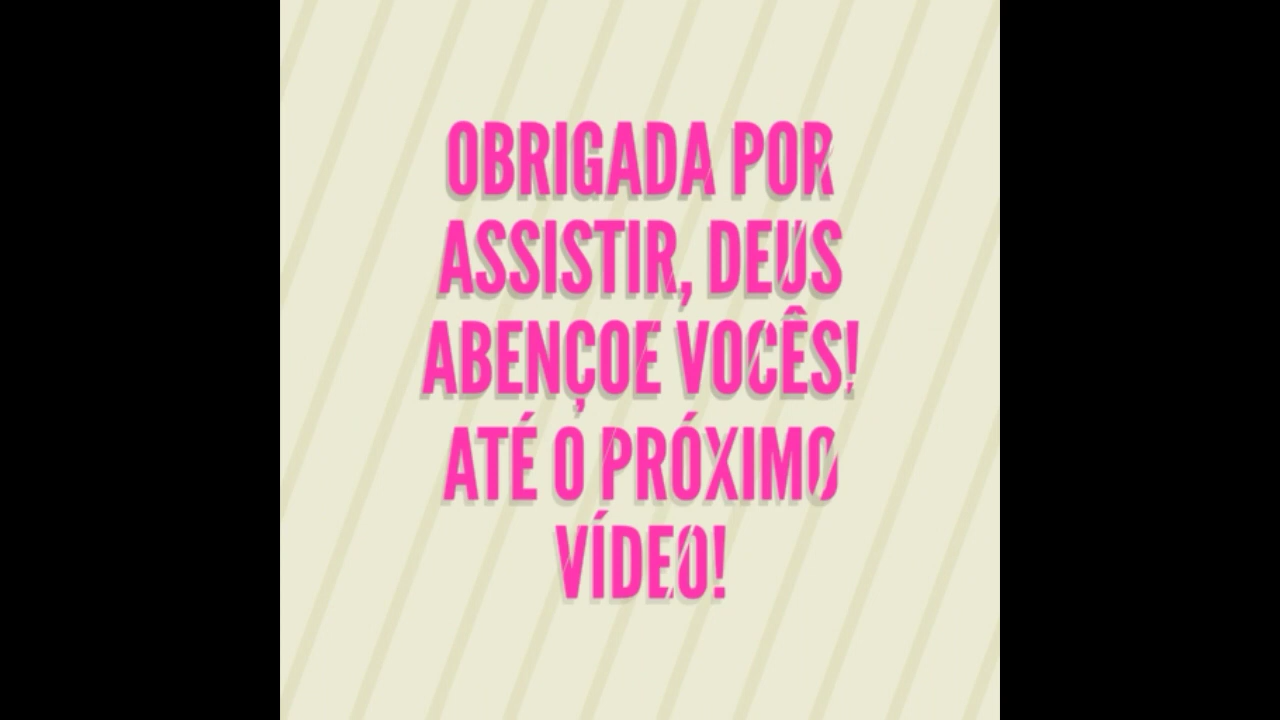 OBRIGADA POR
ASSISTIR, DEUS
ABENÇOE VOCÊS!
ATÉ O PRÓXIMO
VÍDEO!